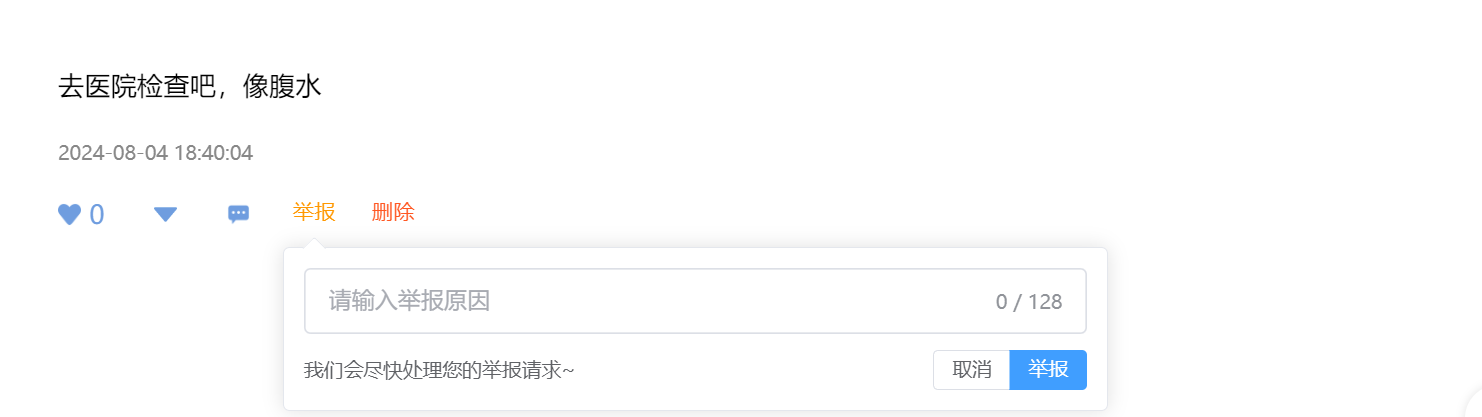 去医院检查吧，像腹水
2024-08-04 18:40:04
0 举报 删除
请输入举报原因 0 / 128
我们会尽快处理您的举报请求~ 取消 举报